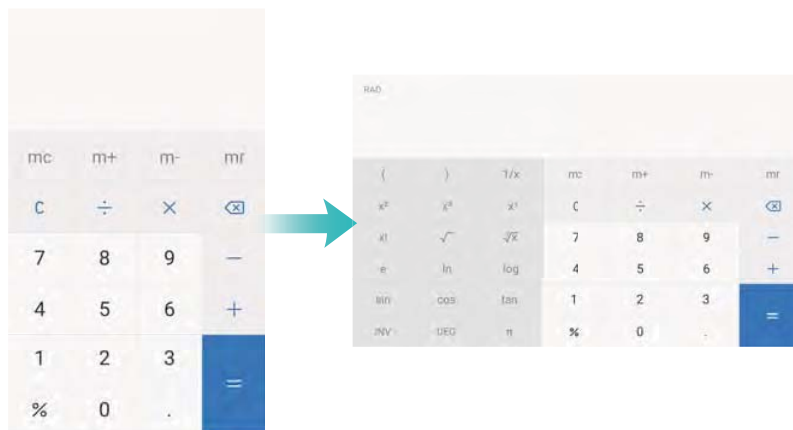 mc m+ m- mr
C ÷ × ⌫
7 8 9 −
4 5 6 +
1 2 3 =
% 0 .
RAD
( ) 1/x mc m+ m- mr
x² x³ C ÷ × ⌫
x! √ 7 8 9 −
e ln log 4 5 6 +
cos tan 1 2 3 =
INV DEG π % 0 .